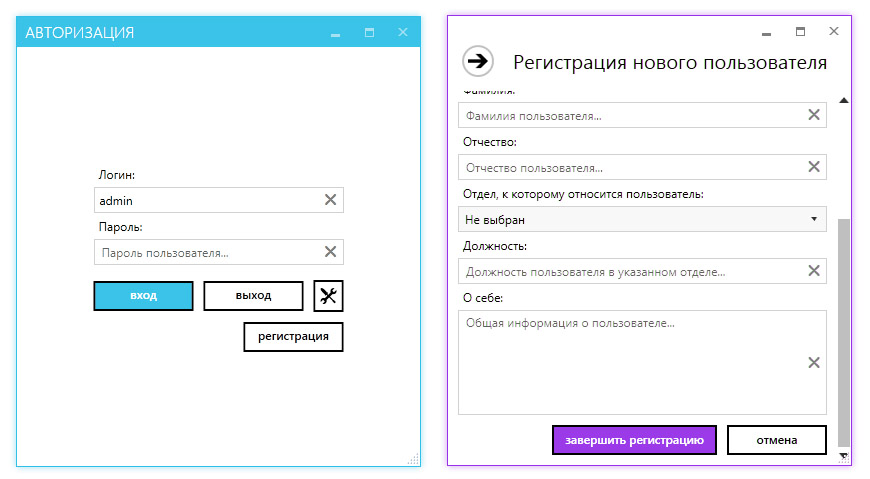 АВТОРИЗАЦИЯ
Логин:
admin
Пароль:
Пароль пользователя...
вход
выход
регистрация
Регистрация нового пользователя
Фамилия:
Фамилия пользователя...
Отчество:
Отчество пользователя...
Отдел, к которому относится пользователь:
Не выбран
Должность:
Должность пользователя в указанном отделе...
О себе:
Общая информация о пользователе...
завершить регистрацию
отмена